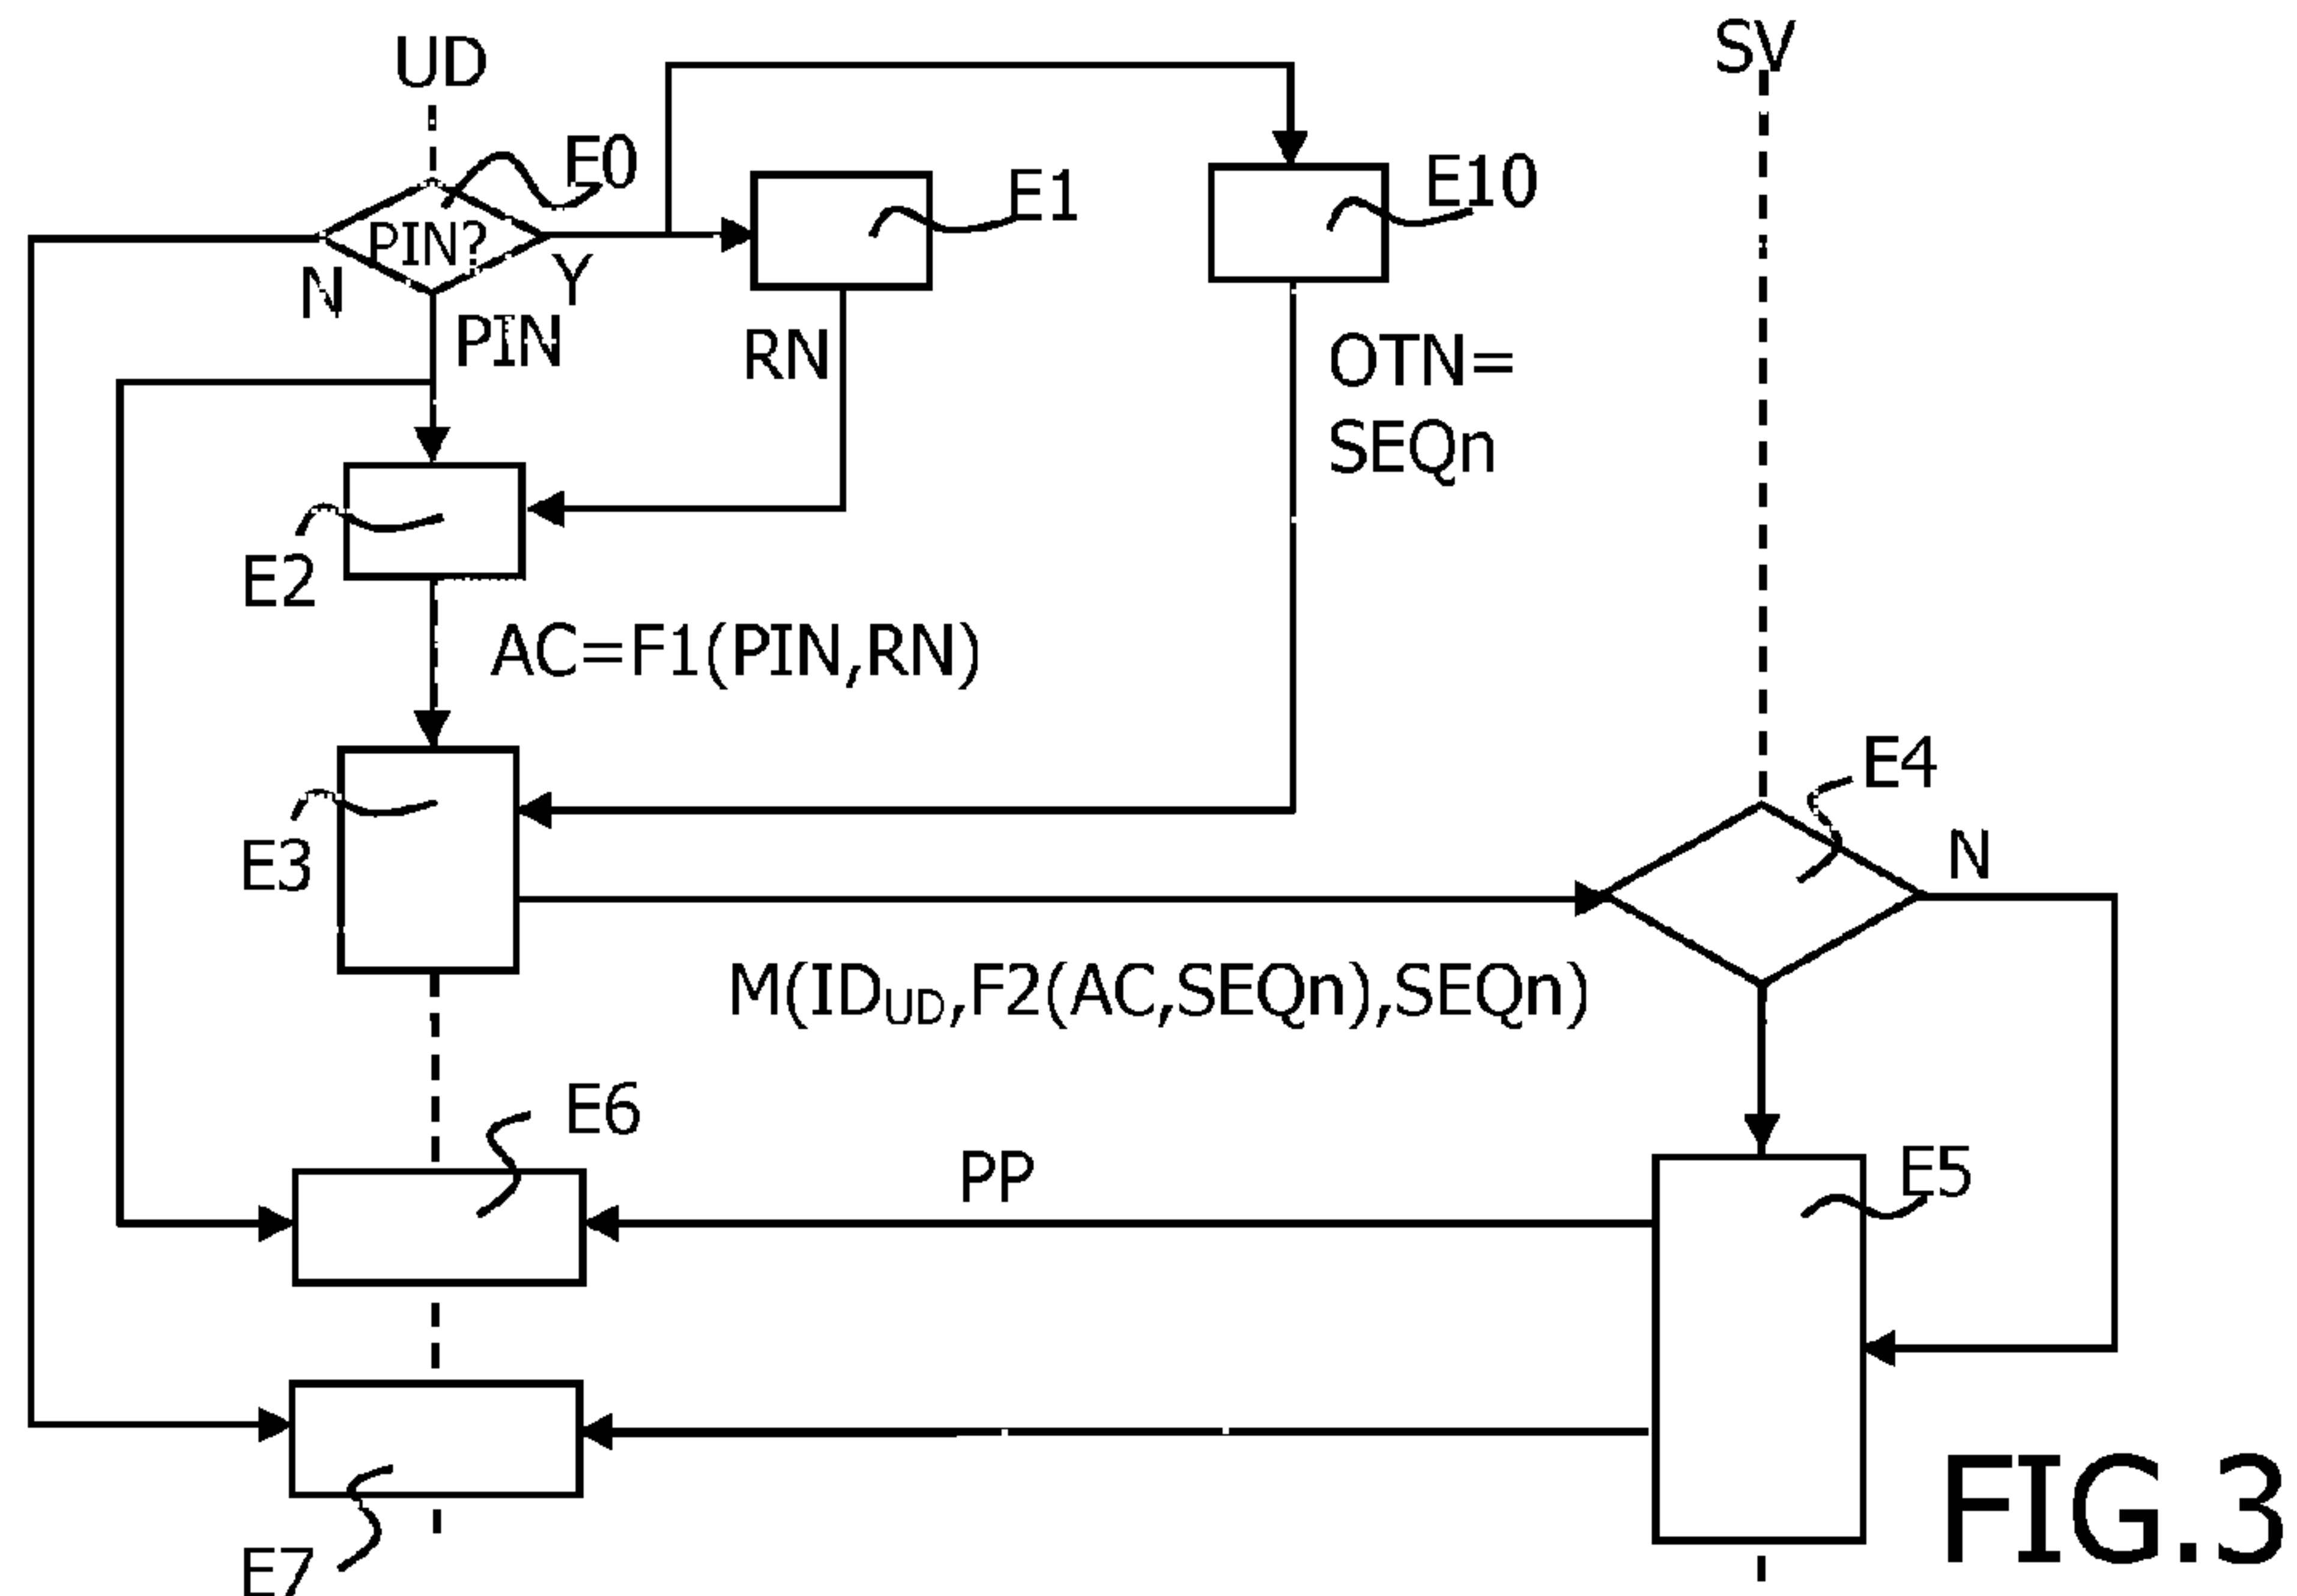 UD
SV
E0
E1
E10
PIN?
N
Y
PIN
RN
OTN=
SEQn
E2
AC=F1(PIN,RN)
E3
E4
N
M(IDUD,F2(AC,SEQn),SEQn)
E6
PP
E5
E7
FIG.3